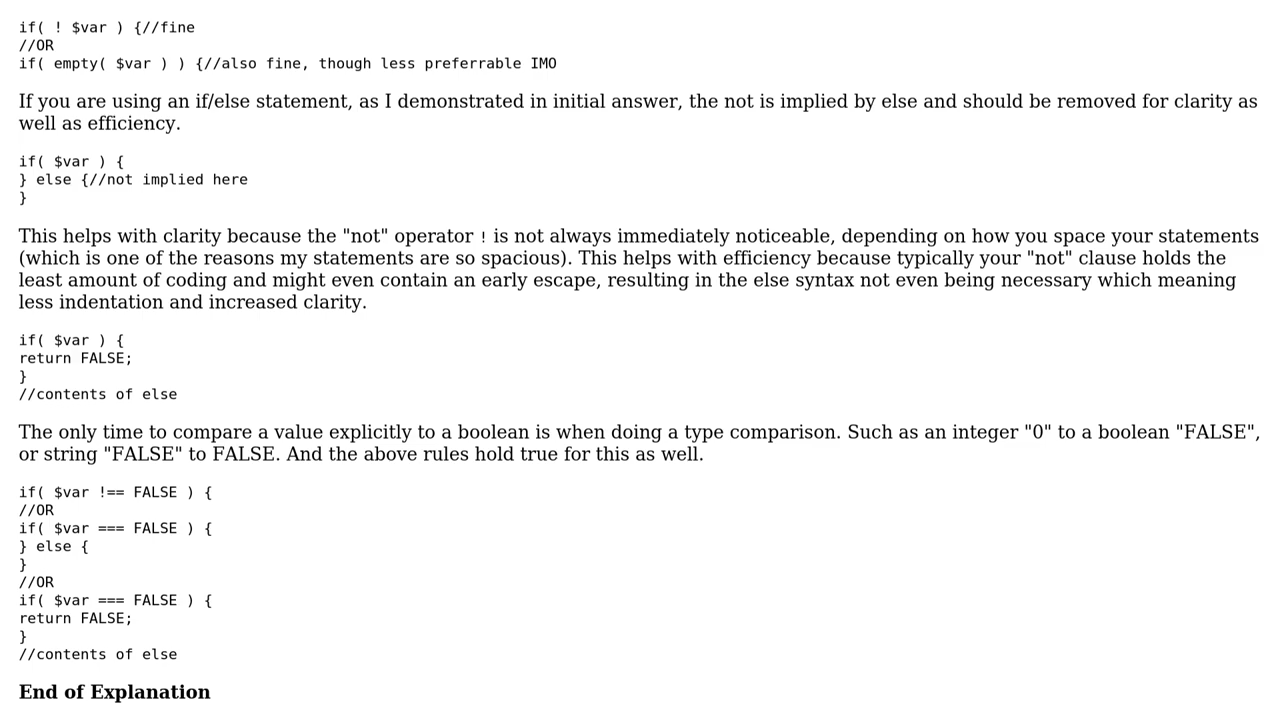 if( ! $var ) {//fine
//OR
if( empty( $var ) ) {//also fine, though less preferrable IMO
If you are using an if/else statement, as I demonstrated in initial answer, the not is implied by else and should be removed for clarity as
well as efficiency.
if( $var ) {
} else {//not implied here
}
This helps with clarity because the "not" operator ! is not always immediately noticeable, depending on how you space your statements
(which is one of the reasons my statements are so spacious). This helps with efficiency because typically your "not" clause holds the
least amount of coding and might even contain an early escape, resulting in the else syntax not even being necessary which meaning
less indentation and increased clarity.
if( $var ) {
return FALSE;
}
//contents of else
The only time to compare a value explicitly to a boolean is when doing a type comparison. Such as an integer "0" to a boolean "FALSE",
or string "FALSE" to FALSE. And the above rules hold true for this as well.
if( $var !== FALSE ) {
//OR
if( $var === FALSE ) {
} else {
}
//OR
if( $var === FALSE ) {
return FALSE;
}
//contents of else
End of Explanation